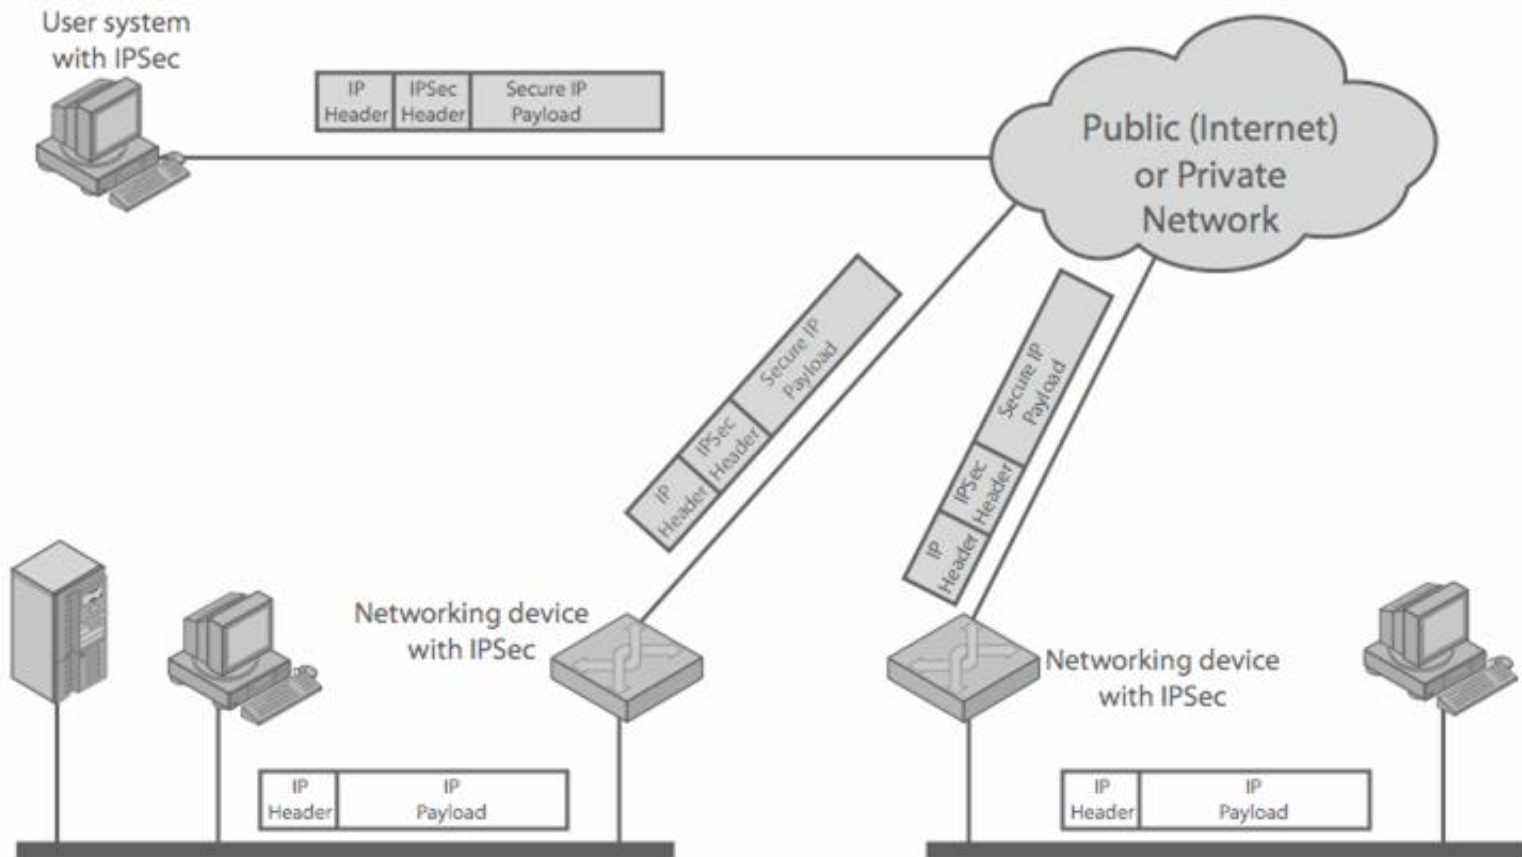 User system
with IPSec
IP
Header
IPSec
Header
Secure IP
Payload
Public (Internet)
or Private
Network
IP
Header
IPSec
Header
Secure IP
Payload
IP
Header
IPSec
Header
Secure IP
Payload
Networking device
with IPSec
Networking device
with IPSec
IP
Header
IP
Payload
IP
Header
IP
Payload